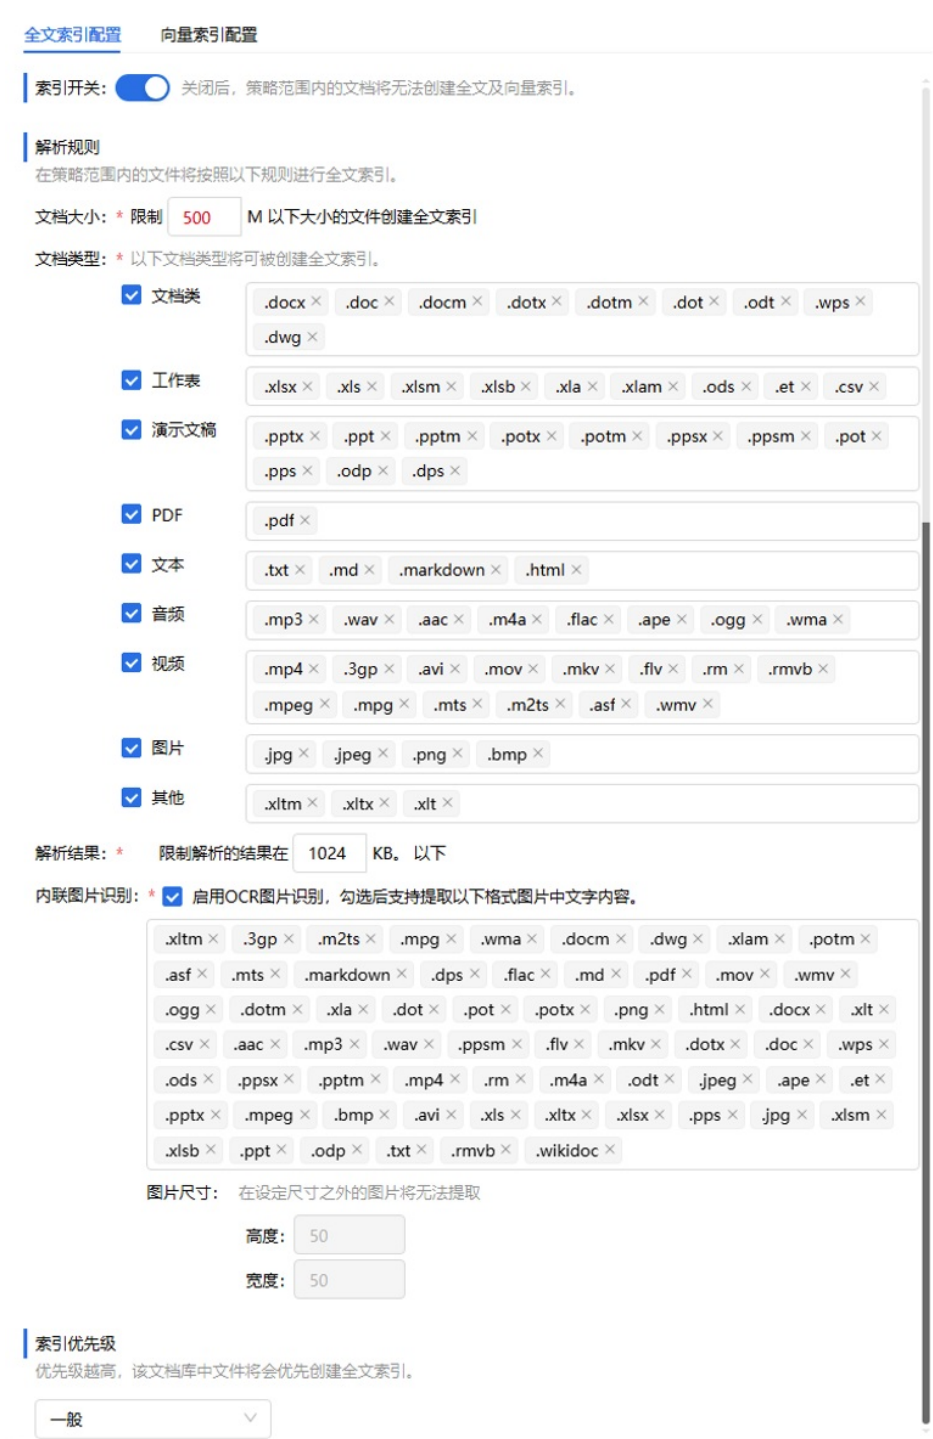 全文索引配置 向量索引配置
索引开关： 关闭后，策略范围内的文档将无法创建全文及向量索引。
解析规则
在策略范围内的文件将按照以下规则进行全文索引。
文档大小： * 限制 500 M 以下大小的文件创建全文索引
文档类型： * 以下文档类型将可被创建全文索引。
文档类 .docx × .doc × .docm × .dotx × .dotm × .dot × .odt × .wps ×
.dwg ×
工作表 .xlsx × .xls × .xlsm × .xlsb × .xla × .xlam × .ods × .et × .csv ×
演示文稿 .pptx × .ppt × .pptm × .potx × .potm × .ppsx × .ppsm × .pot ×
.pps × .odp × .dps ×
PDF .pdf ×
文本 .txt × .md × .markdown × .html ×
音频 .mp3 × .wav × .aac × .m4a × .flac × .ape × .ogg × .wma ×
视频 .mp4 × .3gp × .avi × .mov × .mkv × .flv × .rm × .rmvb ×
.mpeg × .mpg × .mts × .m2ts × .asf × .wmv ×
图片 .jpg × .jpeg × .png × .bmp ×
其他 .xltm × .xltx × .xlt ×
解析结果： * 限制解析的结果在 1024 KB。 以下
内联图片识别： * 启用OCR图片识别，勾选后支持提取以下格式图片中文字内容。
.xltm × .3gp × .m2ts × .mpg × .wma × .docm × .dwg × .xlam × .potm ×
.asf × .mts × .markdown × .dps × .flac × .md × .pdf × .mov × .wmv ×
.ogg × .dotm × .xla × .dot × .pot × .potx × .png × .html × .docx × .xlt ×
.csv × .aac × .mp3 × .wav × .ppsm × .flv × .mkv × .dotx × .doc × .wps ×
.ods × .ppsx × .pptm × .mp4 × .rm × .m4a × .odt × .jpeg × .ape × .et ×
.pptx × .mpeg × .bmp × .avi × .xls × .xltx × .xlsx × .pps × .jpg × .xlsm ×
.xlsb × .ppt × .odp × .txt × .rmvb × .wikidoc ×
图片尺寸： 在设定尺寸之外的图片将无法提取
高度： 50
宽度： 50
索引优先级
优先级越高，该文档库中文件将会优先创建全文索引。
一般